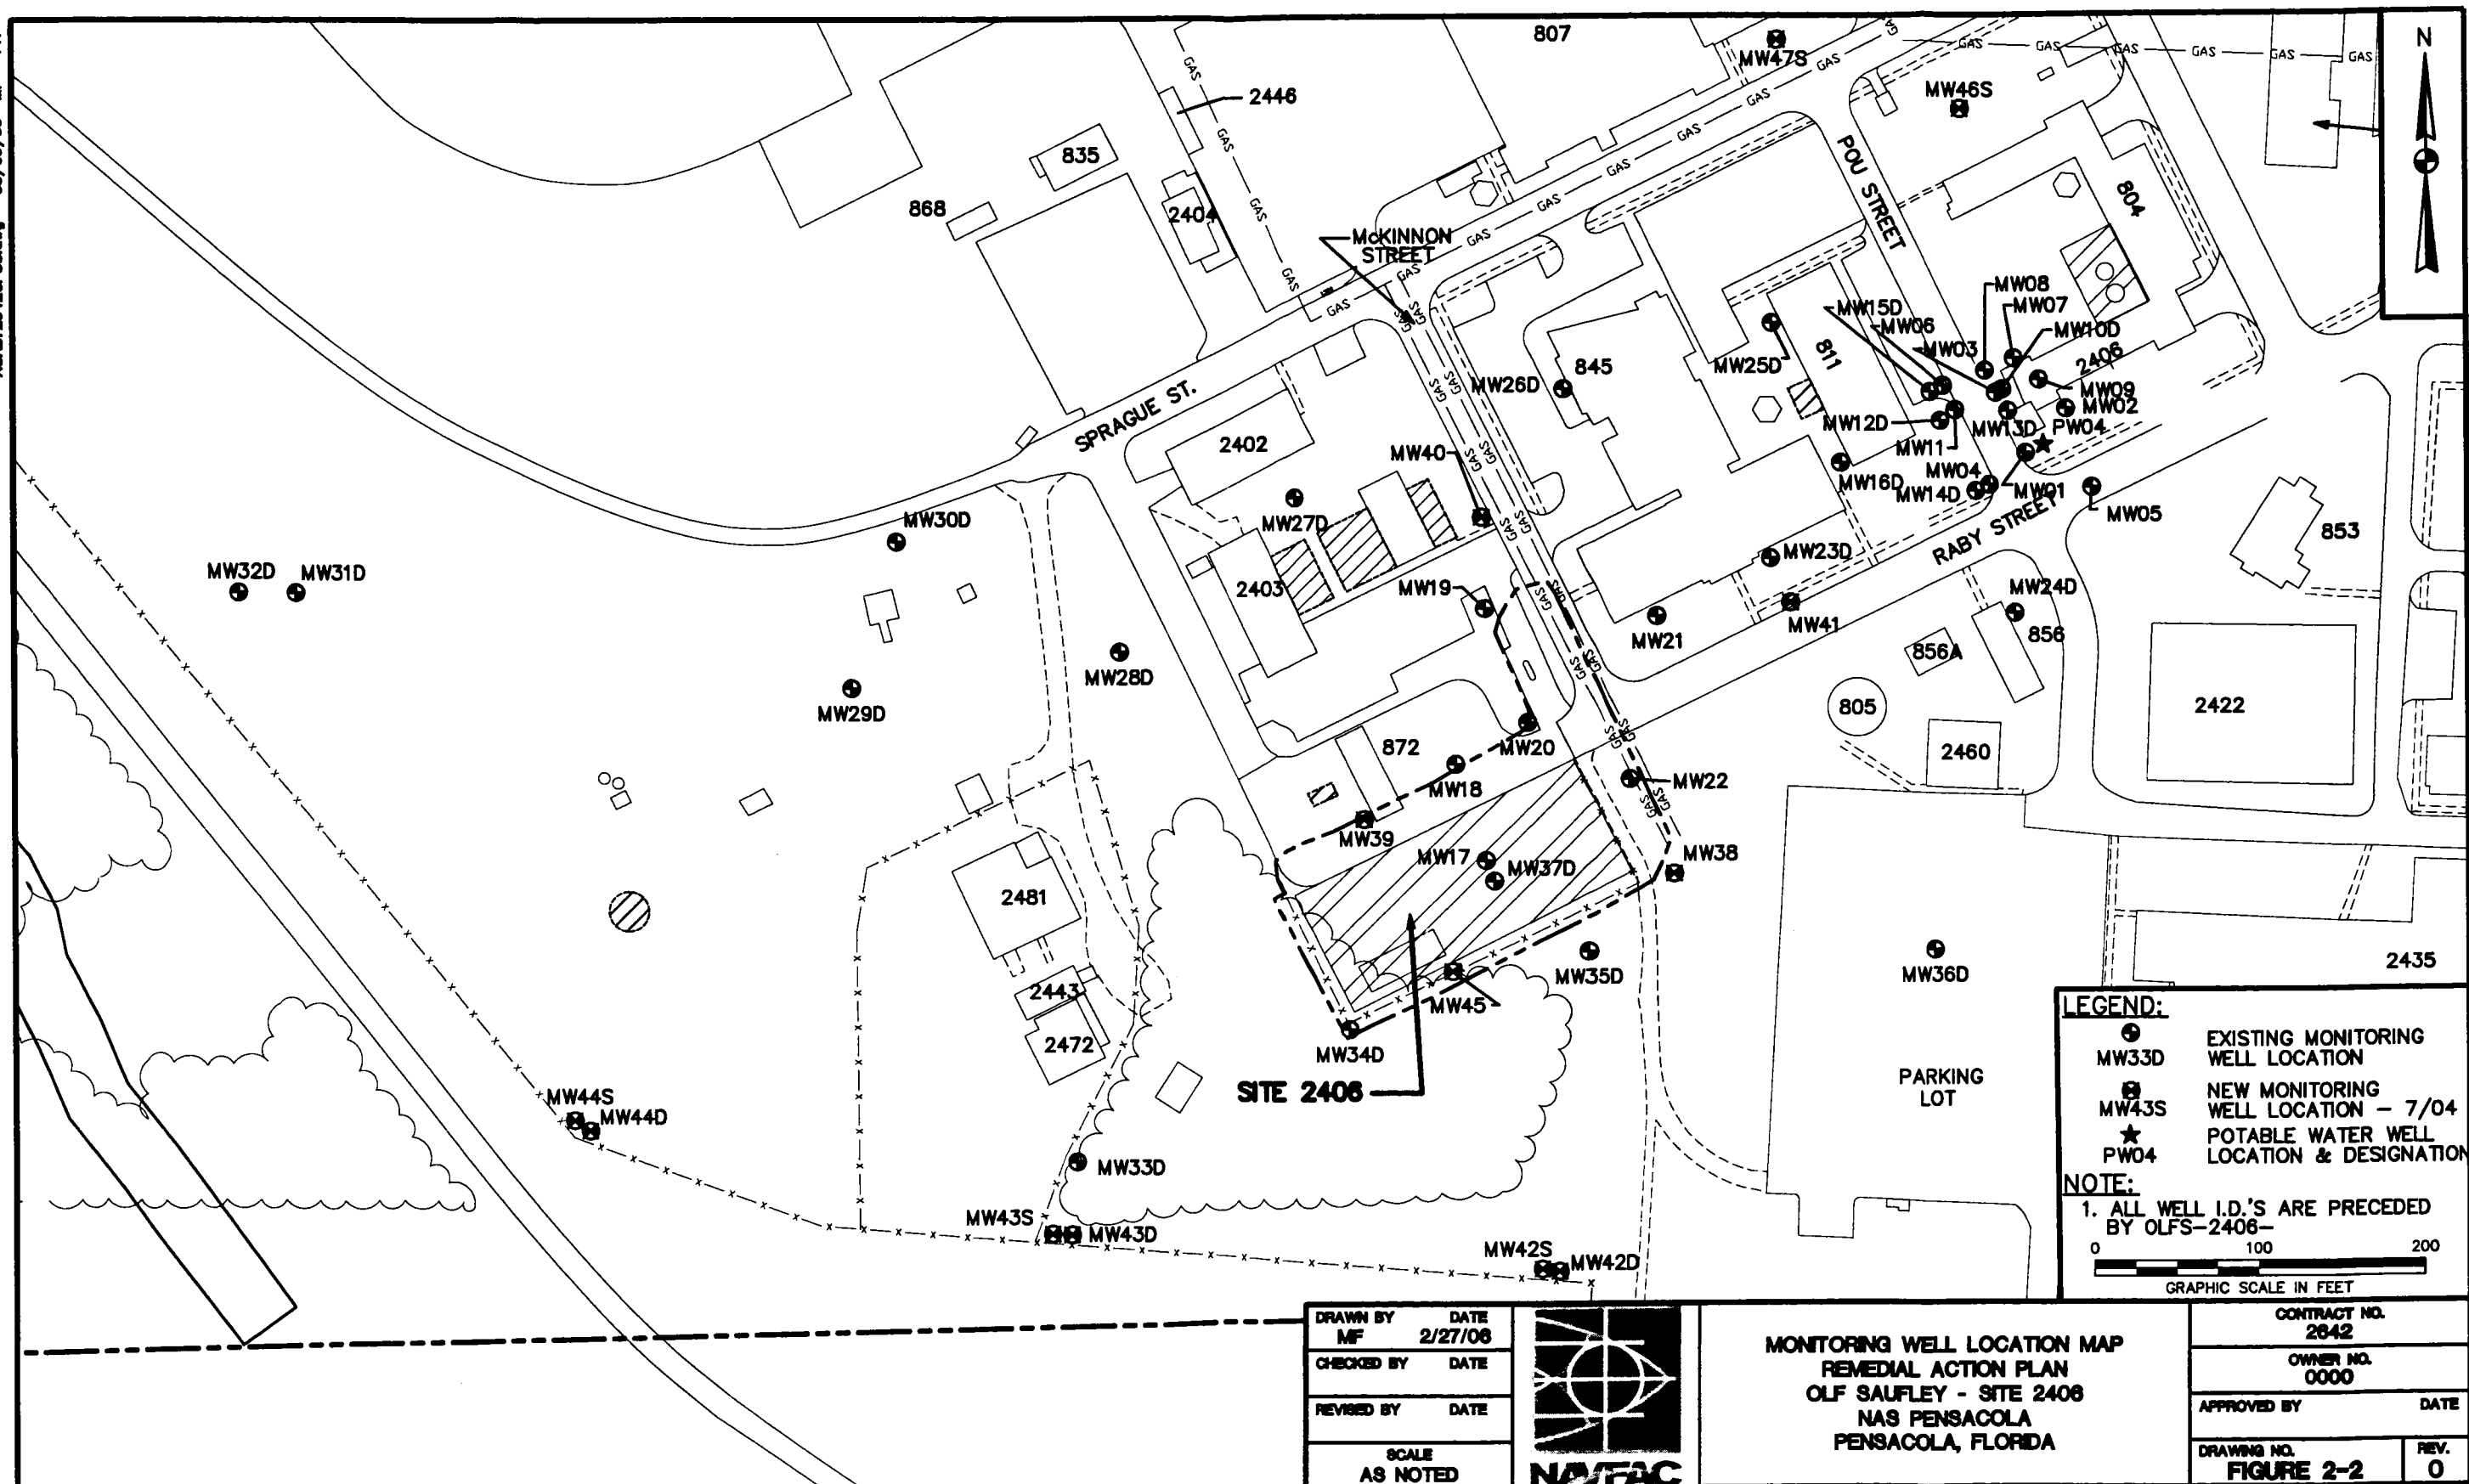 807
MW47S
GAS GAS GAS GAS GAS GAS
N
2446
MW46S
835
POU STREET
804
868
2404
McKINNON
STREET
MW08
MW07
MW15D
MW06
MW10D
MW03
2406
MW25D
811
845
MW26D
MW09
MW02
SPRAGUE ST.
2402
MW12D
MW13D
PW04
MW11
MW40
MW04
MW16D
MW14D
MW01
MW05
MW27D
RABY STREET
853
MW30D
MW23D
MW32D
MW31D
2403
MW19
MW24D
MW21
MW41
856
856A
MW28D
MW29D
805
2422
872
MW20
2460
MW18
MW22
MW39
MW17
MW37D
MW38
2481
MW35D
MW36D
2435
2443
MW45
2472
MW34D
SITE 2406
PARKING
LOT
MW44S
MW44D
MW33D
MW43S
MW43D
MW42S
MW42D
LEGEND:
MW33D
EXISTING MONITORING
WELL LOCATION
MW43S
NEW MONITORING
WELL LOCATION – 7/04
PW04
POTABLE WATER WELL
LOCATION & DESIGNATION
NOTE:
1. ALL WELL I.D.'S ARE PRECEDED
BY OLFS-2406-
0 100 200
GRAPHIC SCALE IN FEET
DRAWN BY DATE
MF 2/27/06
CHECKED BY DATE
REVISED BY DATE
SCALE
AS NOTED
NAVFAC
MONITORING WELL LOCATION MAP
REMEDIAL ACTION PLAN
OLF SAUFLEY - SITE 2406
NAS PENSACOLA
PENSACOLA, FLORIDA
CONTRACT NO.
2642
OWNER NO.
0000
APPROVED BY DATE
DRAWING NO.
FIGURE 2-2
REV.
0